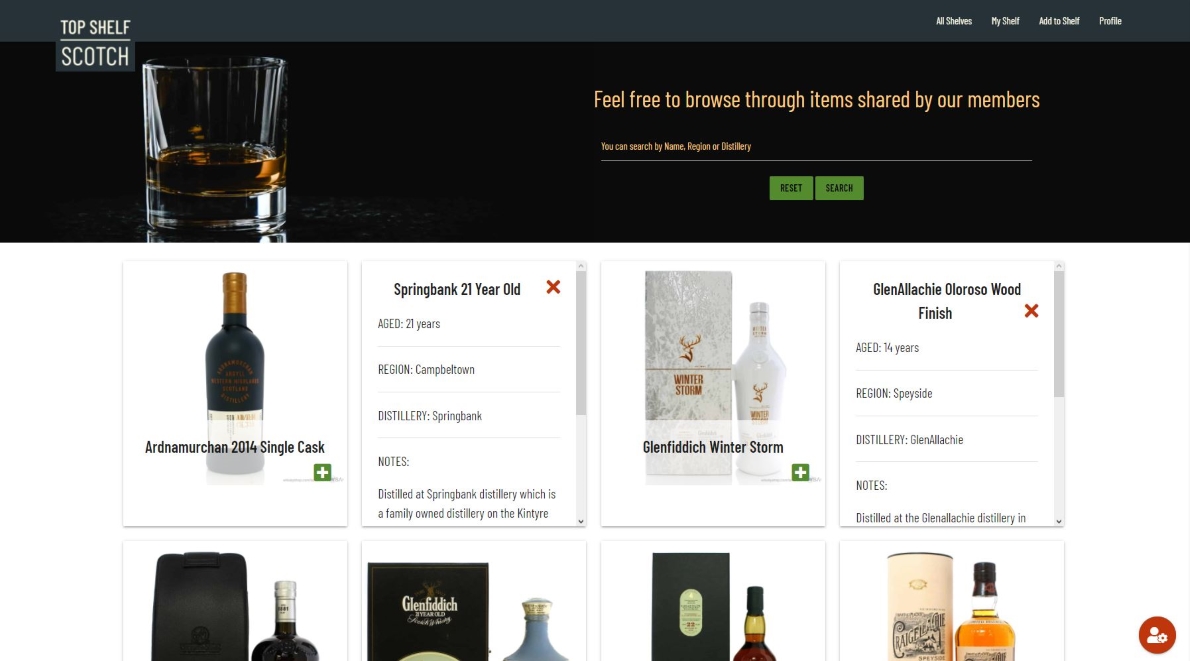 TOP SHELF
SCOTCH
All Shelves My Shelf Add to Shelf Profile
Feel free to browse through items shared by our members
You can search by Name, Region or Distillery
RESET SEARCH
Ardnamurchan 2014 Single Cask
Springbank 21 Year Old
AGED: 21 years
REGION: Campbeltown
DISTILLERY: Springbank
NOTES:
Distilled at Springbank distillery which is
a family owned distillery on the Kintyre
WINTER
STORM
WINTER
Glenfiddich Winter Storm
GlenAllachie Oloroso Wood
Finish
AGED: 14 years
REGION: Speyside
DISTILLERY: GlenAllachie
NOTES:
Distilled at the Glenallachie distillery in
Glenfiddich
CRAIGELLACHIE
SPEYSIDE